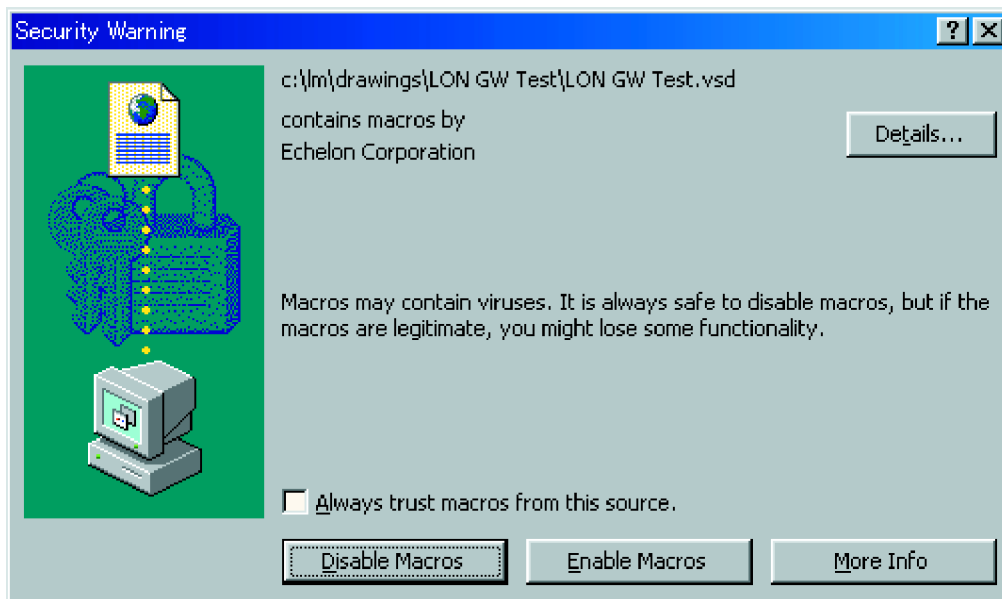 Security Warning
c:\lm\drawings\LON GW Test\LON GW Test.vsd
contains macros by
Echelon Corporation
Details...
Macros may contain viruses. It is always safe to disable macros, but if the
macros are legitimate, you might lose some functionality.
Always trust macros from this source.
Disable Macros
Enable Macros
More Info